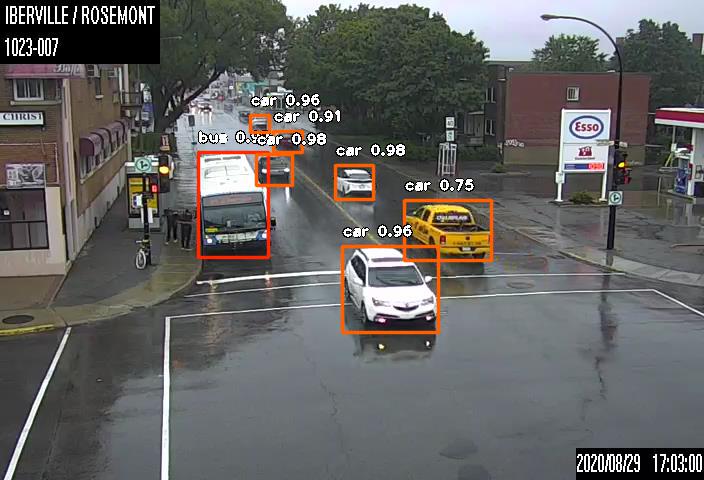 IBERVILLE / ROSEMONT
1023-007
car 0.96
car 0.91
bus 0.
car 0.98
car 0.98
car 0.75
car 0.96
CHRIST
Esso
2020/08/29 17:03:00